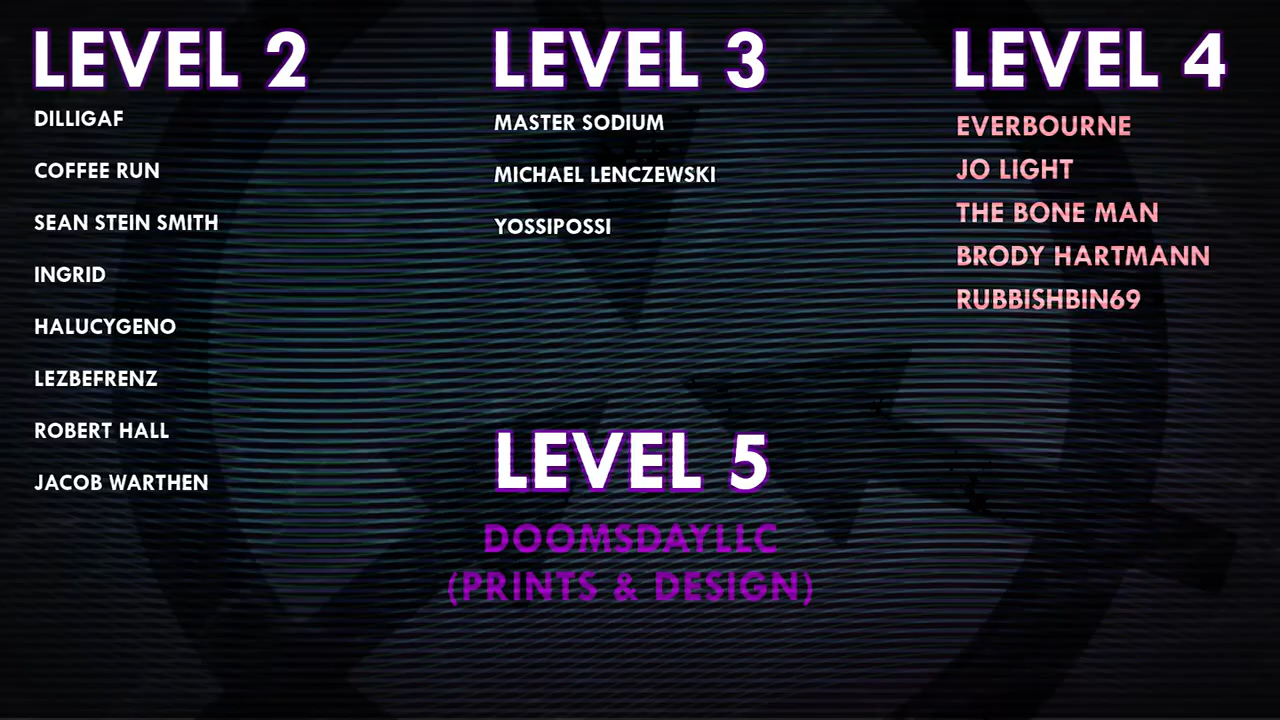 LEVEL 2
DILLIGAF
COFFEE RUN
SEAN STEIN SMITH
INGRID
HALUCYGENO
LEZBEFRENZ
ROBERT HALL
JACOB WARTHEN
LEVEL 3
MASTER SODIUM
MICHAEL LENCZEWSKI
YOSSIPOSSI
LEVEL 4
EVERBOURNE
JO LIGHT
THE BONE MAN
BRODY HARTMANN
RUBBISHBIN69
LEVEL 5
DOOMSDAYLLC
(PRINTS & DESIGN)